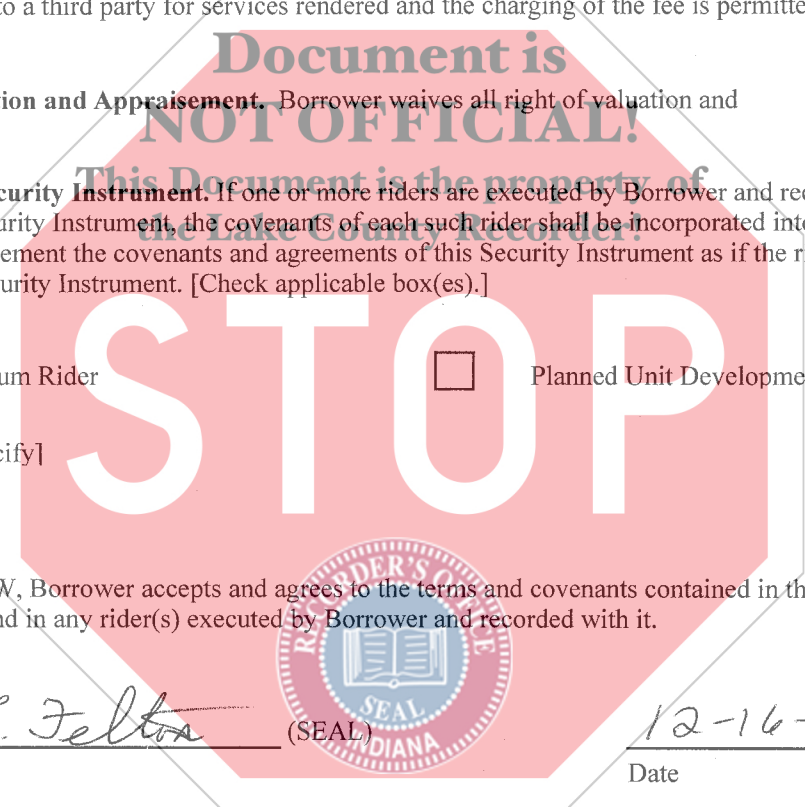 to a third party for services rendered and the charging of the fee is permitte
Document is
tion and Appraisement. Borrower waives all right of valuation and
NOT OFFICIAL!
This Document is the property of
curity Instrument. If one or more riders are executed by Borrower and rec
the Lake County Recorder!
urity Instrument, the covenants of each such rider shall be incorporated into
ement the covenants and agreements of this Security Instrument as if the ri
urity Instrument. [Check applicable box(es).]
STOP
um Rider
Planned Unit Developme
cify]
W, Borrower accepts and agrees to the terms and covenants contained in th
nd in any rider(s) executed by Borrower and recorded with it.
RECORDER'S OFFICE
SEAL
INDIANA
Felton (SEAL)
12-16-
Date